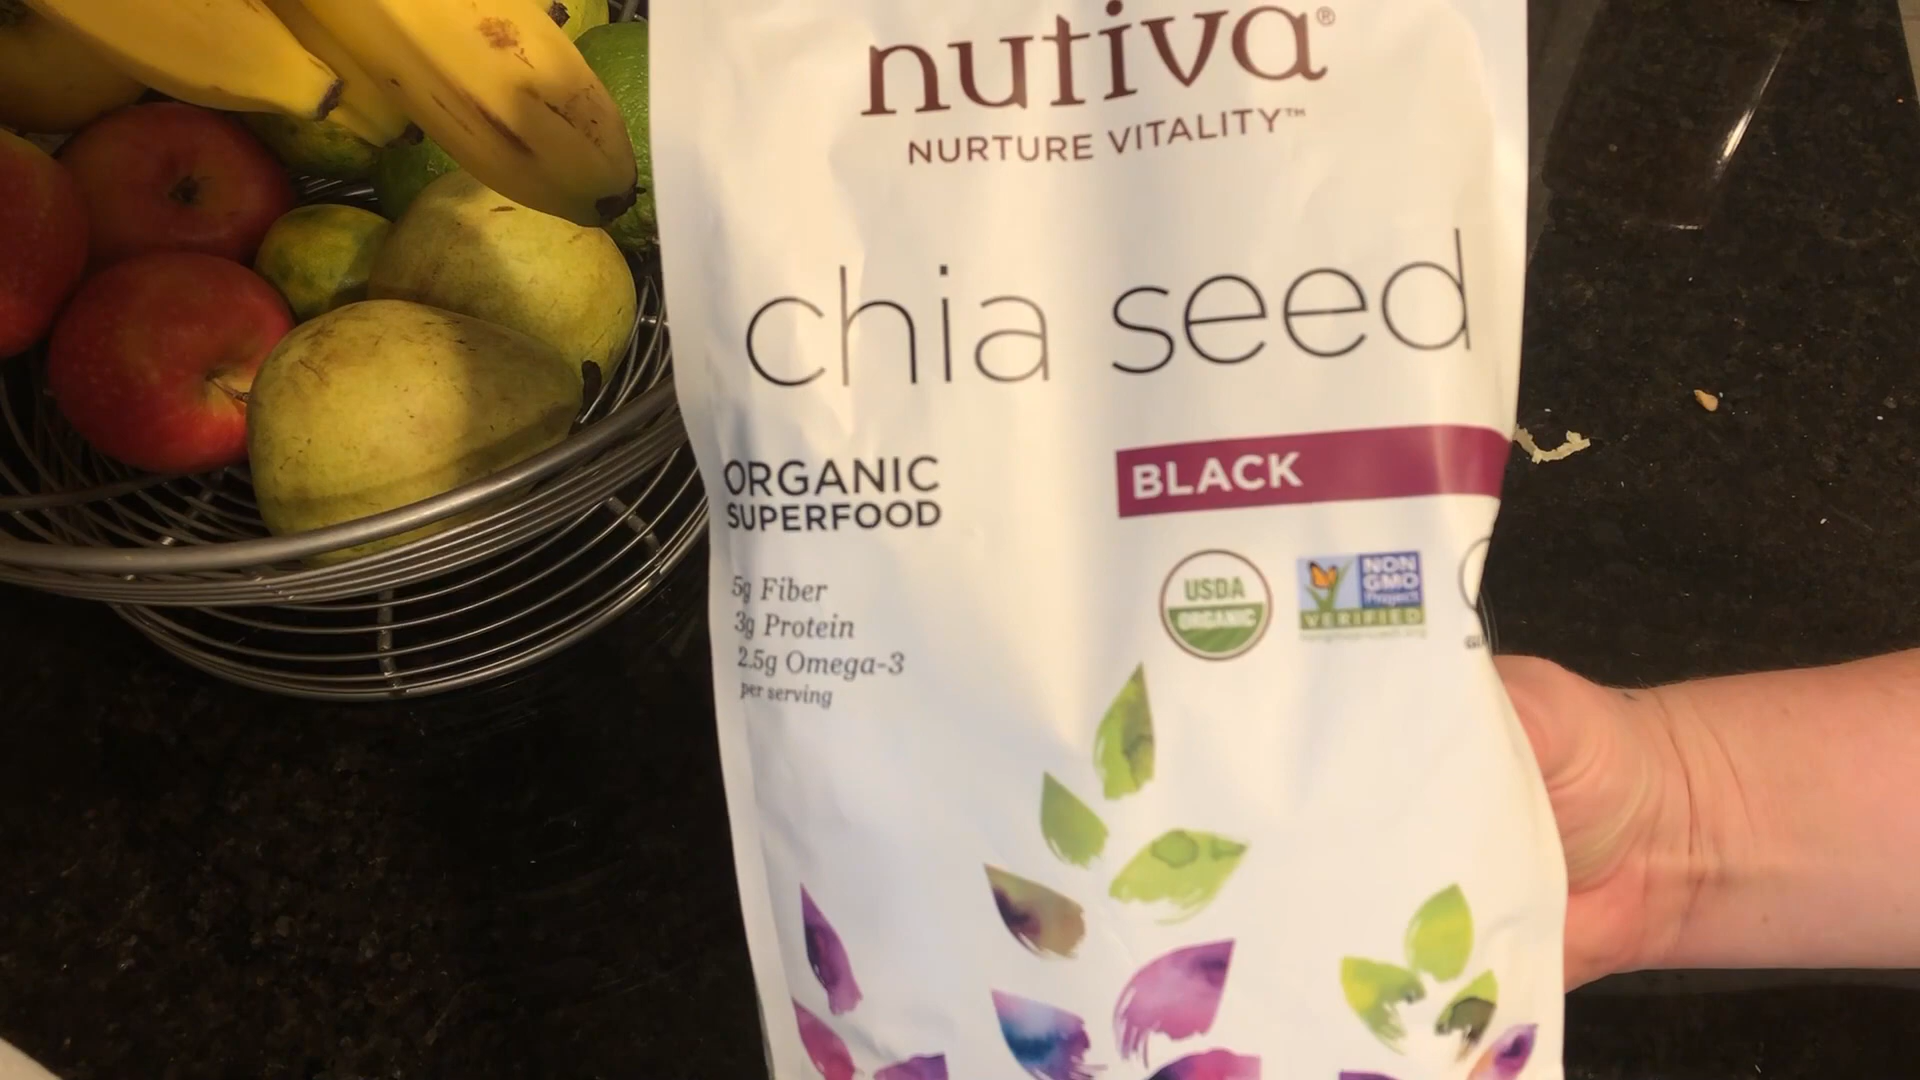 nutiva®
NURTURE VITALITY™
chia seed
ORGANIC
SUPERFOOD
BLACK
5g Fiber
3g Protein
2.5g Omega-3
per serving
USDA
ORGANIC
NON
GMO
Project
VERIFIED